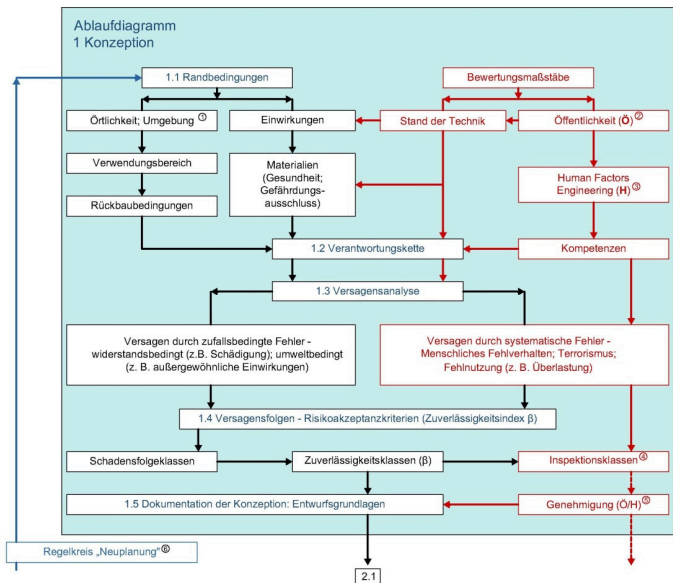 Ablaufdiagramm
1 Konzeption
1.1 Randbedingungen
Bewertungsmaßstäbe
Örtlichkeit; Umgebung ①
Einwirkungen
Stand der Technik
Öffentlichkeit (Ö) ②
Verwendungsbereich
Materialien
(Gesundheit;
Gefährdungs-
ausschluss)
Human Factors
Engineering (H) ③
Rückbaubedingungen
1.2 Verantwortungskette
Kompetenzen
1.3 Versagensanalyse
Versagen durch zufallsbedingte Fehler -
widerstandsbedingt (z.B. Schädigung); umweltbedingt
(z. B. außergewöhnliche Einwirkungen)
Versagen durch systematische Fehler -
Menschliches Fehlverhalten; Terrorismus;
Fehlnutzung (z. B. Überlastung)
1.4 Versagensfolgen - Risikoakzeptanzkriterien (Zuverlässigkeitsindex β)
Schadensfolgeklassen
Zuverlässigkeitsklassen (β)
Inspektionsklassen ④
1.5 Dokumentation der Konzeption: Entwurfsgrundlagen
Genehmigung (Ö/H) ⑤
Regelkreis „Neuplanung" ⑥
2.1